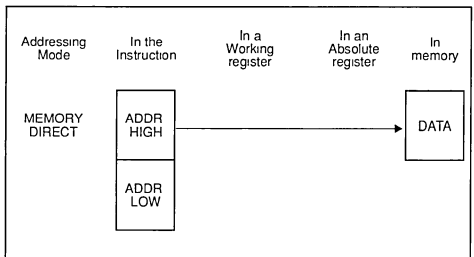 Addressing Mode
In the Instruction
In a Working register
In an Absolute register
In memory
MEMORY DIRECT
ADDR HIGH
DATA
ADDR LOW